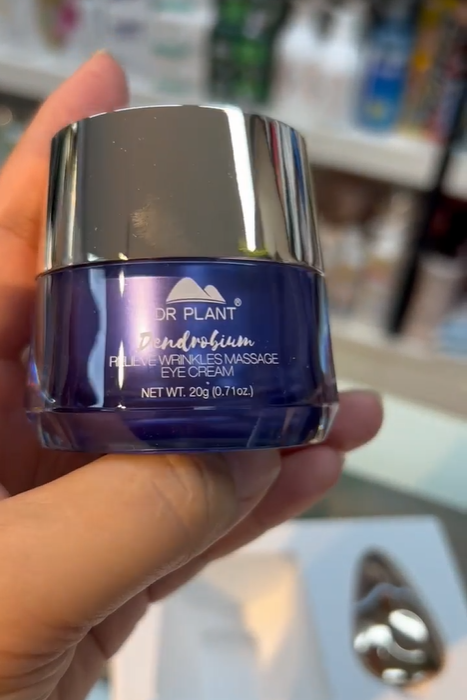 DR PLANT®
Dendrobium
RELIEVE WRINKLES MASSAGE
EYE CREAM
NET WT. 20g (0.71oz.)